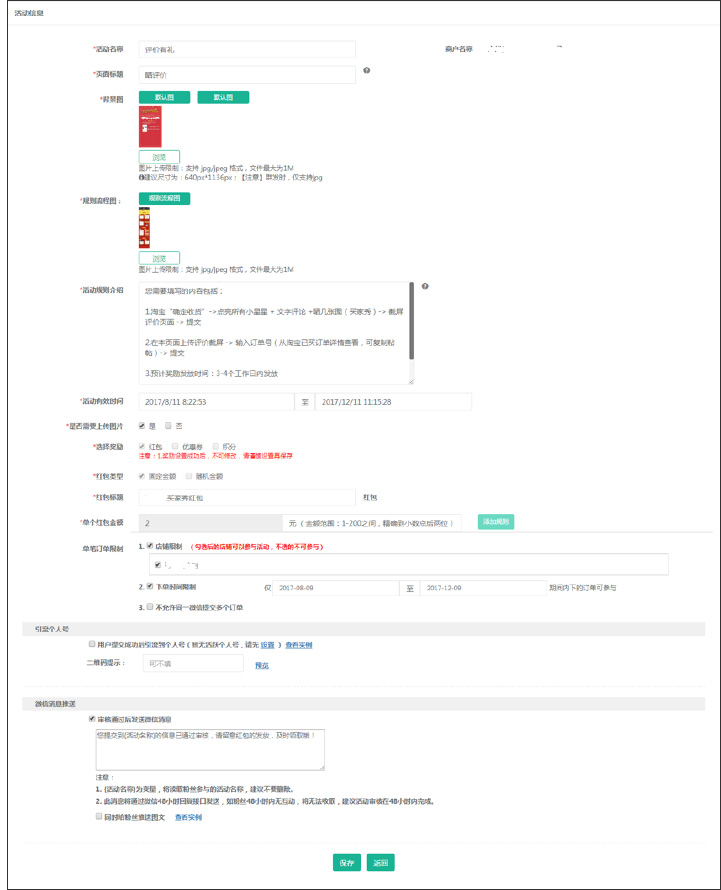 活动信息
*活动名称 评价有礼 商户名称
*页面标题 晒评价
*背景图 默认图 默认图
浏览
图片上传限制：支持 jpg/jpeg 格式，文件最大为1M
建议尺寸为：640px*1136px；【注意】群发时，仅支持jpg
*规则流程图： 规则流程图
浏览
图片上传限制：支持 jpg/jpeg 格式，文件最大为1M
*活动规则介绍 您需要填写的内容包括：
1.淘宝“确定收货”->点亮所有小星星 + 文字评论 +晒几张图（买家秀）-> 截屏
评价页面 -> 提交
2.在本页面上传评价截屏 -> 输入订单号（从淘宝已买订单详情查看，可复制粘
帖）-> 提交
3.预计奖励发放时间：3-4个工作日内发放
*活动有效时间 2017/8/11 8:22:53 至 2017/12/11 11:15:28
*是否需要上传图片 是 否
*选择奖励 红包 优惠券 积分
注意：1.奖励设置成功后，不可修改，请谨慎设置再保存
*红包类型 固定金额 随机金额
*红包标题 买家秀红包 红包
*单个红包金额 2 元（金额范围：1-200之间，精确到小数点后两位） 添加规则
单笔订单限制 1. 店铺限制 （勾选后的店铺可以参与活动，不选的不可参与）
2. 下单时间限制 仅 2017-08-09 至 2017-12-09 期间内下的订单可参与
3. 不允许同一微信提交多个订单
引流个人号
用户提交成功后引流到个人号（暂无活跃个人号，请先 设置 ） 查看实例
二维码提示： 可不填 预览
微信消息推送
审核通过后发送微信消息
您提交到{活动名称}的信息已通过审核，请留意红包的发放，及时领取哦！
注意：
1. {活动名称}为变量，将读取粉丝参与的活动名称，建议不要删除。
2. 此消息将通过微信48小时回复接口发送，如粉丝48小时内无互动，将无法收取，建议活动审核在48小时内完成。
同时给粉丝推送图文 查看实例
保存 返回